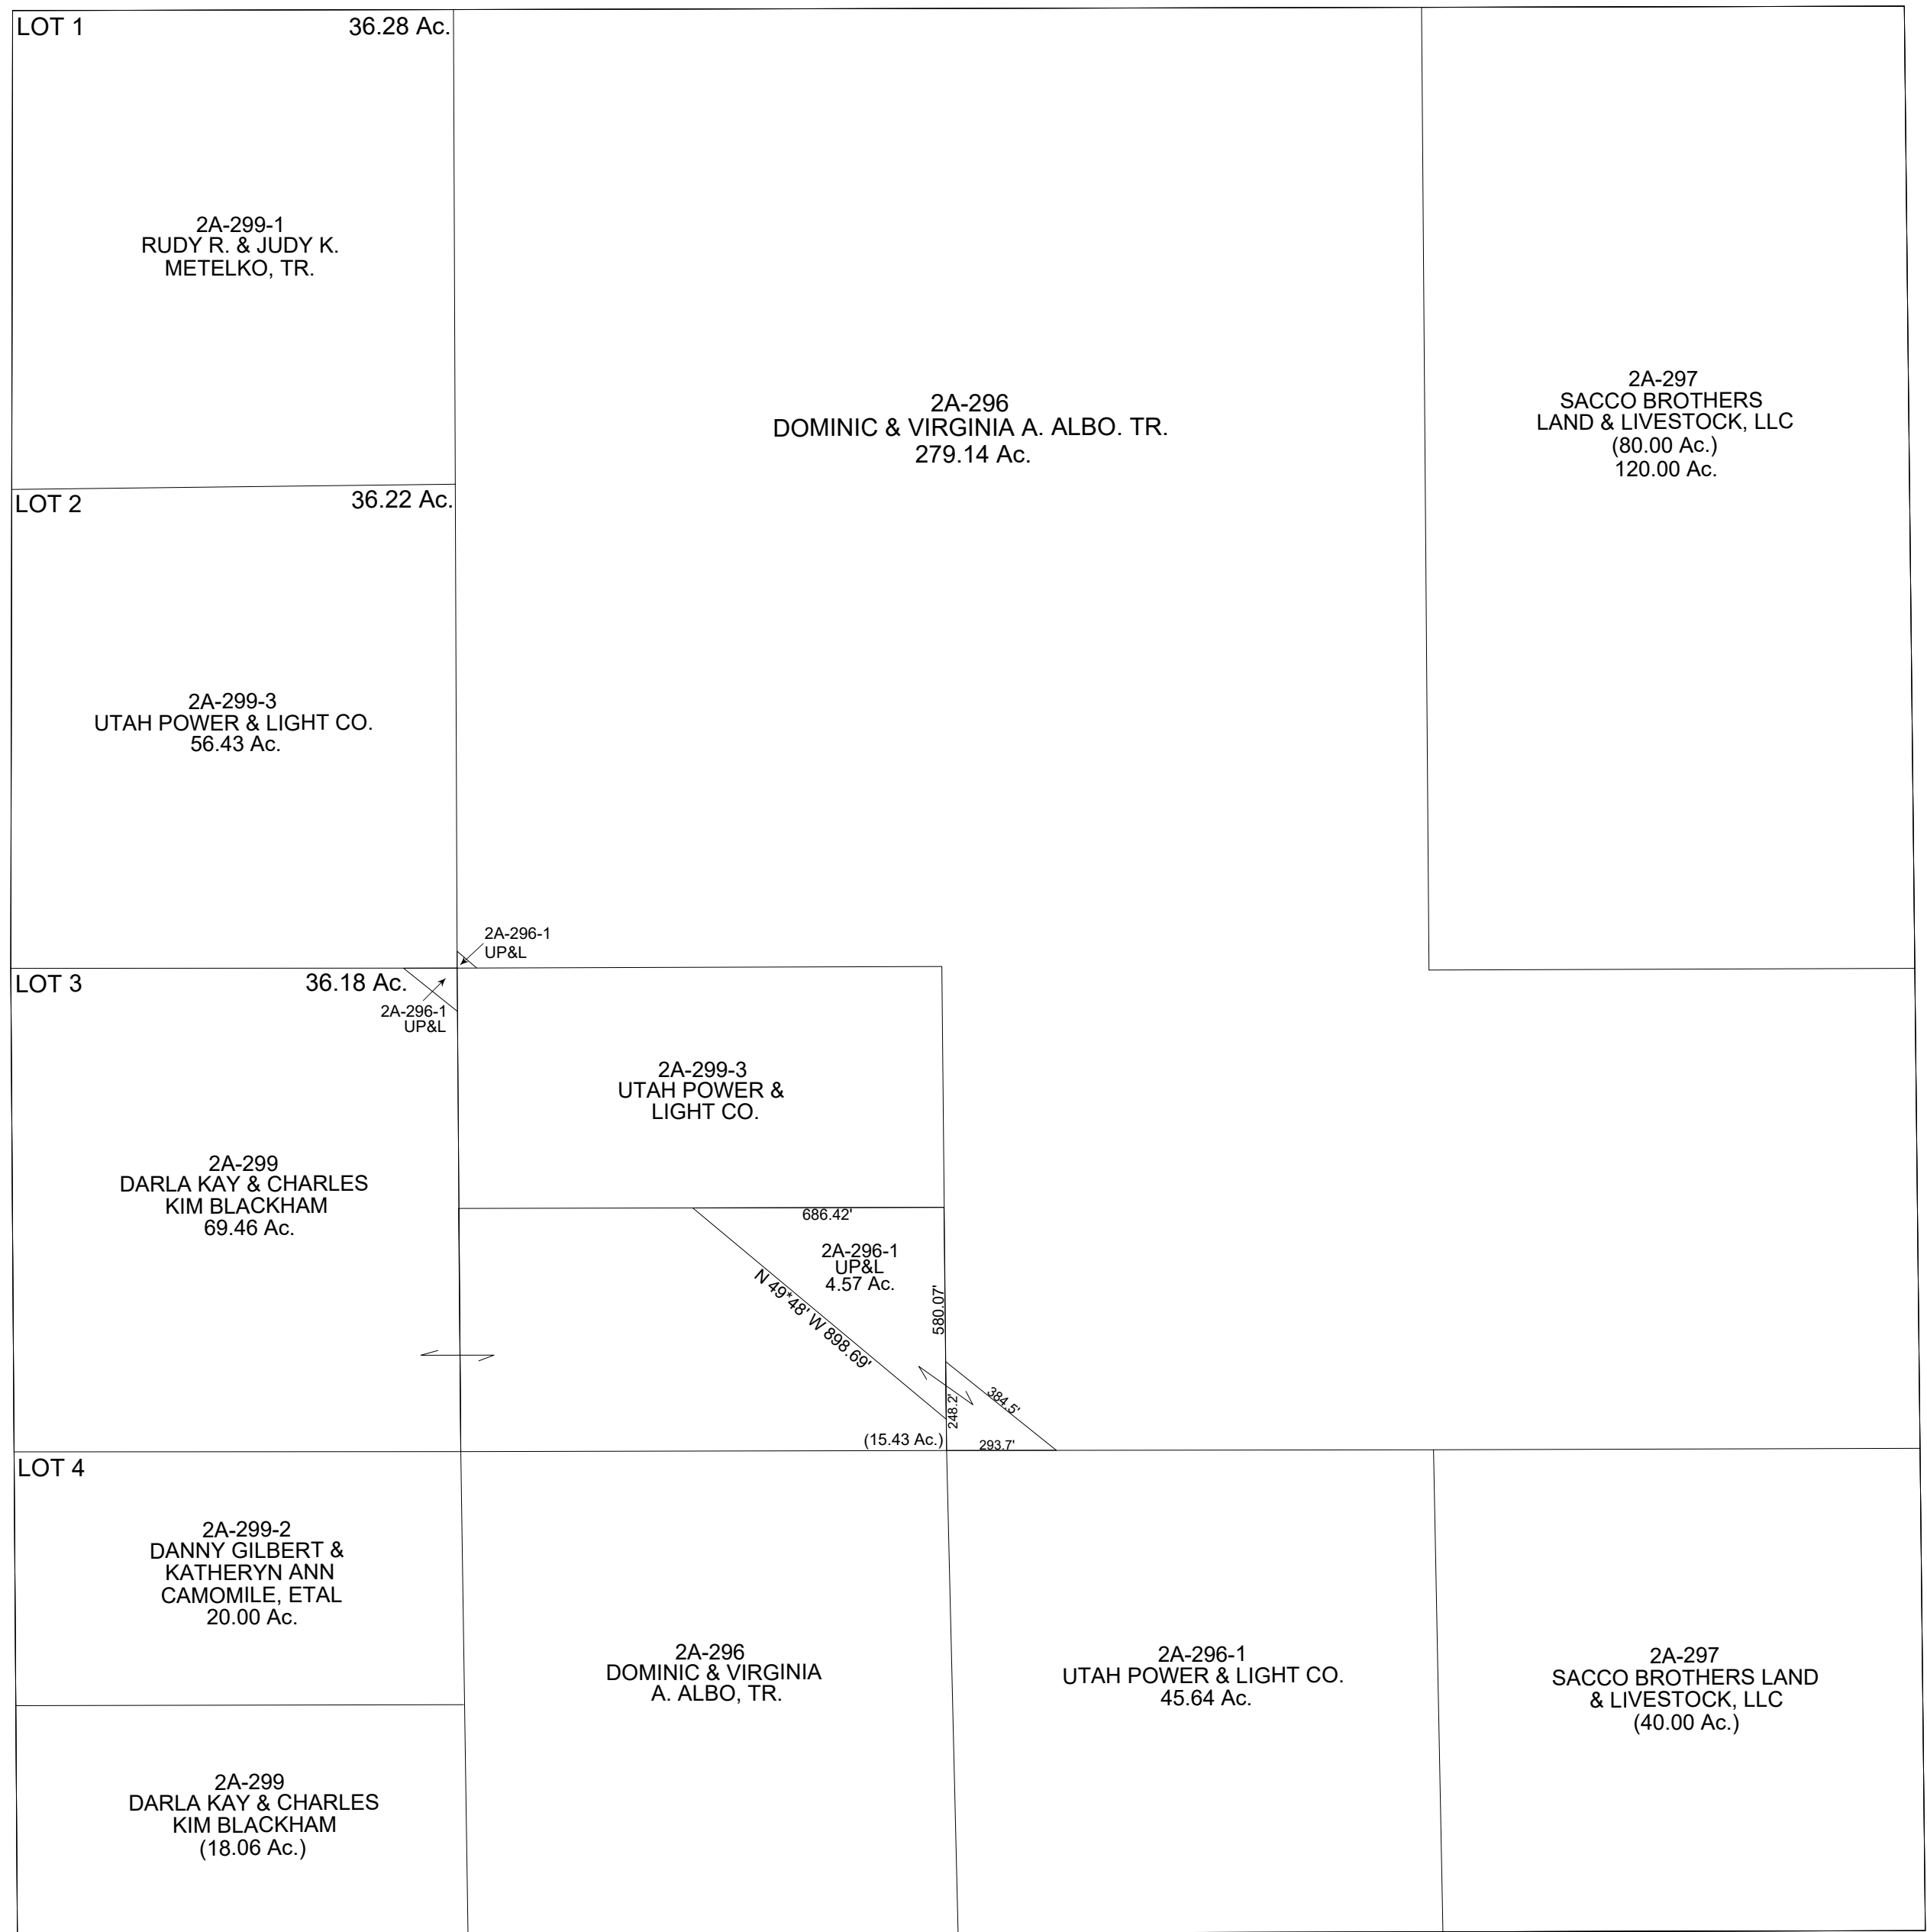 LOT 1
36.28 Ac.
2A-299-1
RUDY R. & JUDY K.
METELKO, TR.
2A-296
DOMINIC & VIRGINIA A. ALBO. TR.
279.14 Ac.
2A-297
SACCO BROTHERS
LAND & LIVESTOCK, LLC
(80.00 Ac.)
120.00 Ac.
LOT 2
36.22 Ac.
2A-299-3
UTAH POWER & LIGHT CO.
56.43 Ac.
2A-296-1
UP&L
LOT 3
36.18 Ac.
2A-296-1
UP&L
2A-299-3
UTAH POWER &
LIGHT CO.
2A-299
DARLA KAY & CHARLES
KIM BLACKHAM
69.46 Ac.
686.42'
2A-296-1
UP&L
4.57 Ac.
N 49*48' W 898.69'
580.07'
248.2'
384.5'
(15.43 Ac.)
293.7'
LOT 4
2A-299-2
DANNY GILBERT &
KATHERYN ANN
CAMOMILE, ETAL
20.00 Ac.
2A-296
DOMINIC & VIRGINIA
A. ALBO, TR.
2A-296-1
UTAH POWER & LIGHT CO.
45.64 Ac.
2A-297
SACCO BROTHERS LAND
& LIVESTOCK, LLC
(40.00 Ac.)
2A-299
DARLA KAY & CHARLES
KIM BLACKHAM
(18.06 Ac.)